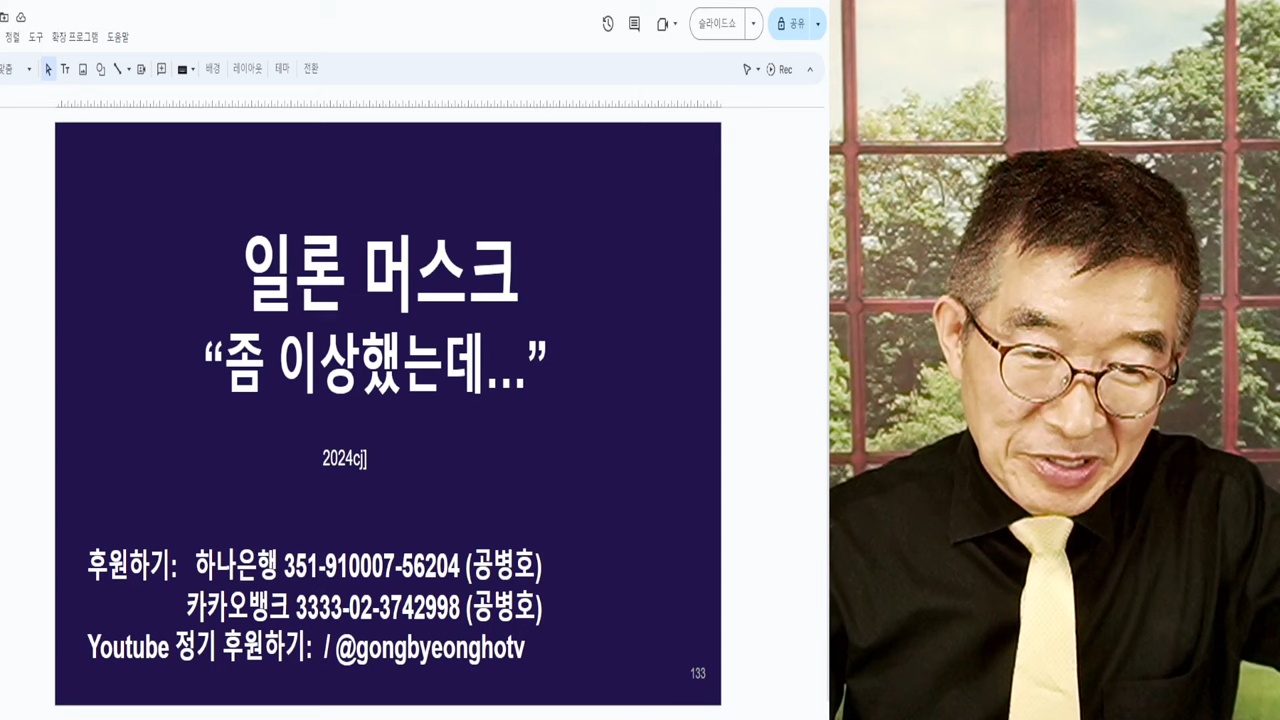 정렬 도구 확장 프로그램 도움말
슬라이드쇼
공유
맞춤
Tт
배경 레이아웃 테마 전환
Rec
일론 머스크
“좀 이상했는데...”
2024cj]
후원하기: 하나은행 351-910007-56204 (공병호)
카카오뱅크 3333-02-3742998 (공병호)
Youtube 정기 후원하기: / @gongbyeonghotv
133